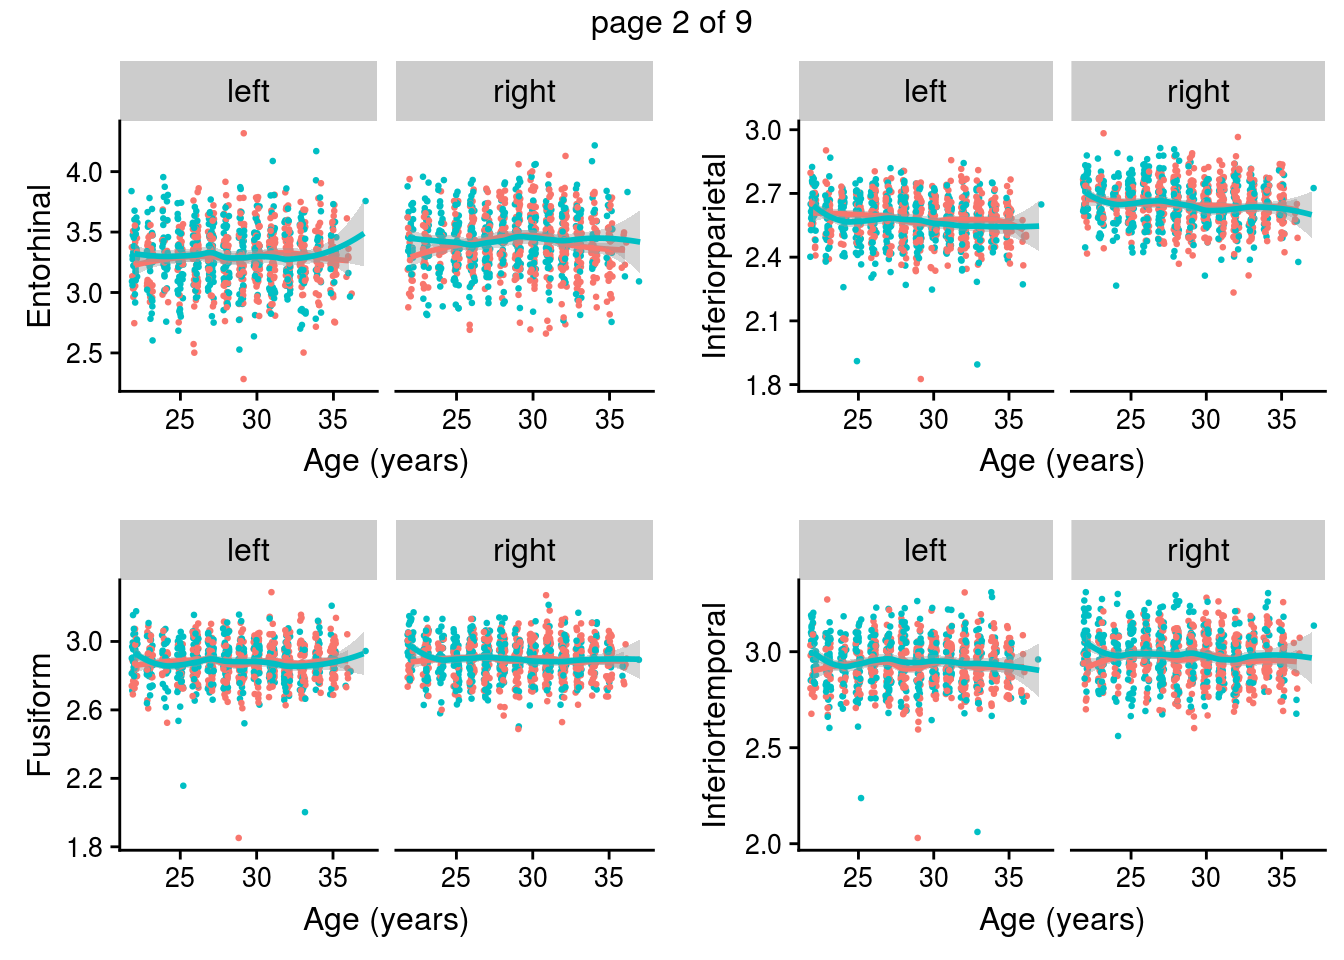 page 2 of 9
left right
Entorhinal
4.0
3.5
3.0
2.5
25 30 35 25 30 35
Age (years)
left right
Inferiorparietal
3.0
2.7
2.4
2.1
1.8
25 30 35 25 30 35
Age (years)
left right
Fusiform
3.0
2.6
2.2
1.8
25 30 35 25 30 35
Age (years)
left right
Inferiortemporal
3.0
2.5
2.0
25 30 35 25 30 35
Age (years)